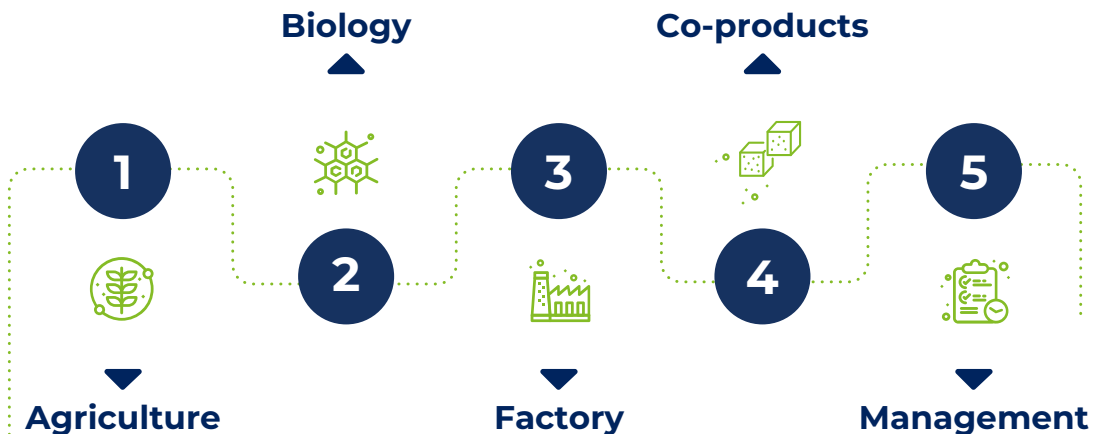 Biology
Co-products
1
3
5
2
4
Agriculture
Factory
Management